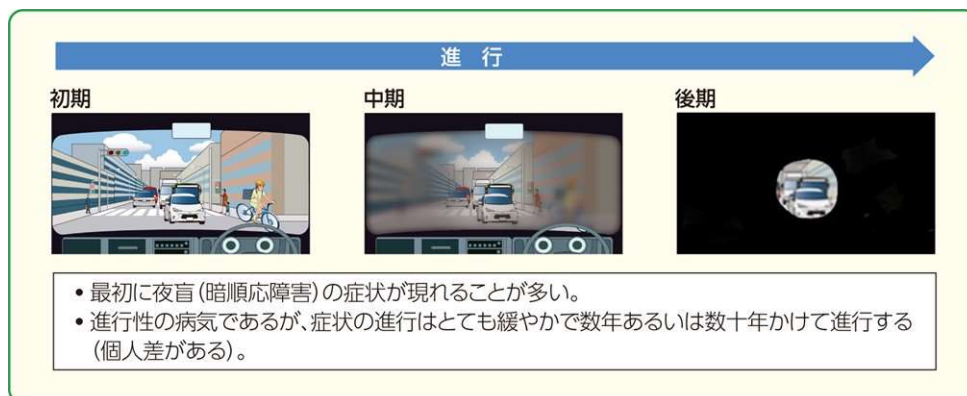 進 行
初期
中期
後期
• 最初に夜盲(暗順応障害)の症状が現れることが多い。
• 進行性の病気であるが、症状の進行はとても緩やかで数年あるいは数十年かけて進行する
(個人差がある)。